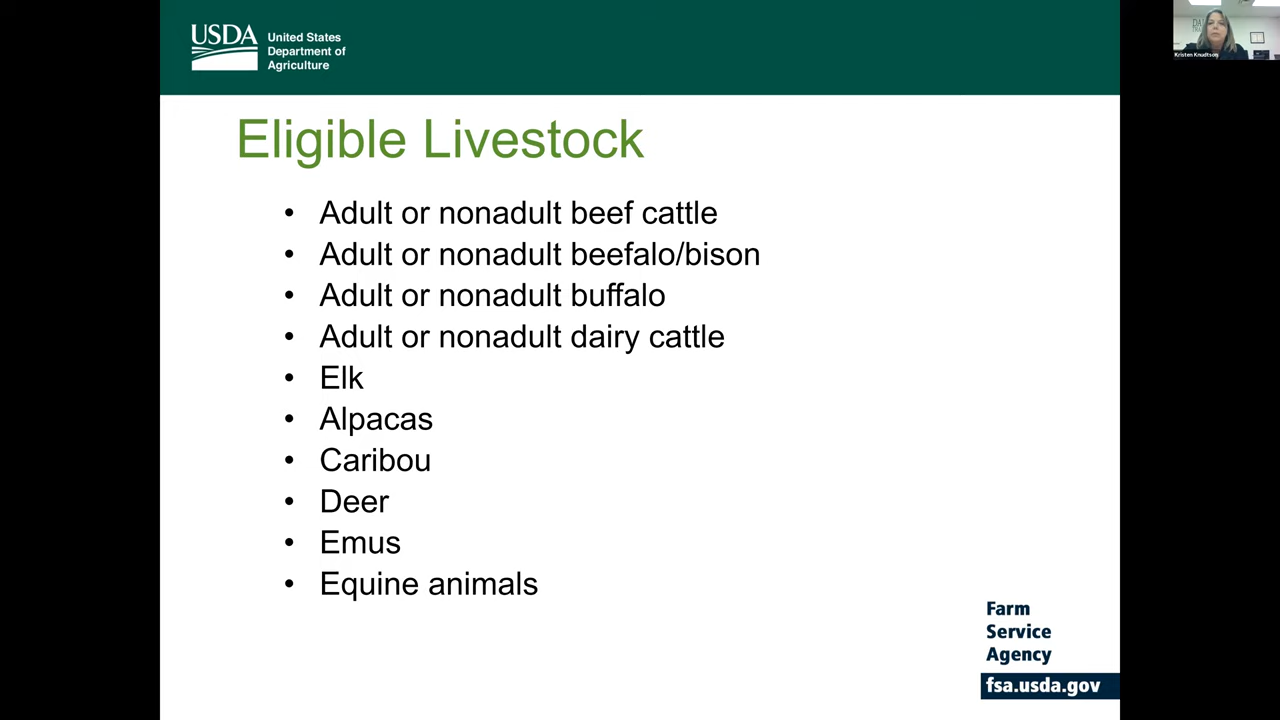 USDA
United States
Department of
Agriculture
Kristen Knudtson
Eligible Livestock
• Adult or nonadult beef cattle
• Adult or nonadult beefalo/bison
• Adult or nonadult buffalo
• Adult or nonadult dairy cattle
• Elk
• Alpacas
• Caribou
• Deer
• Emus
• Equine animals
Farm
Service
Agency
fsa.usda.gov